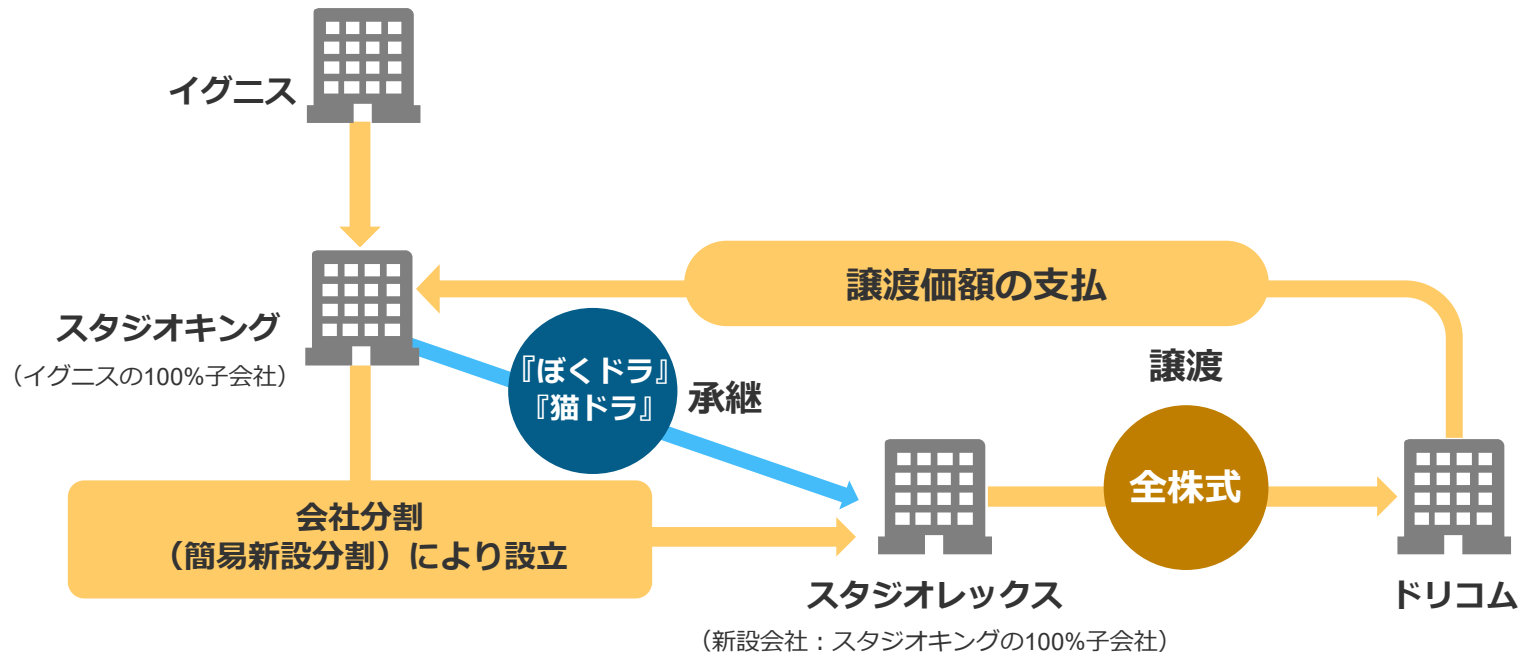 イグニス
スタジオキング
（イグニスの100%子会社）
譲渡価額の支払
『ぼくドラ』
『猫ドラ』
承継
譲渡
全株式
会社分割
（簡易新設分割）により設立
スタジオレックス
（新設会社：スタジオキングの100%子会社）
ドリコム